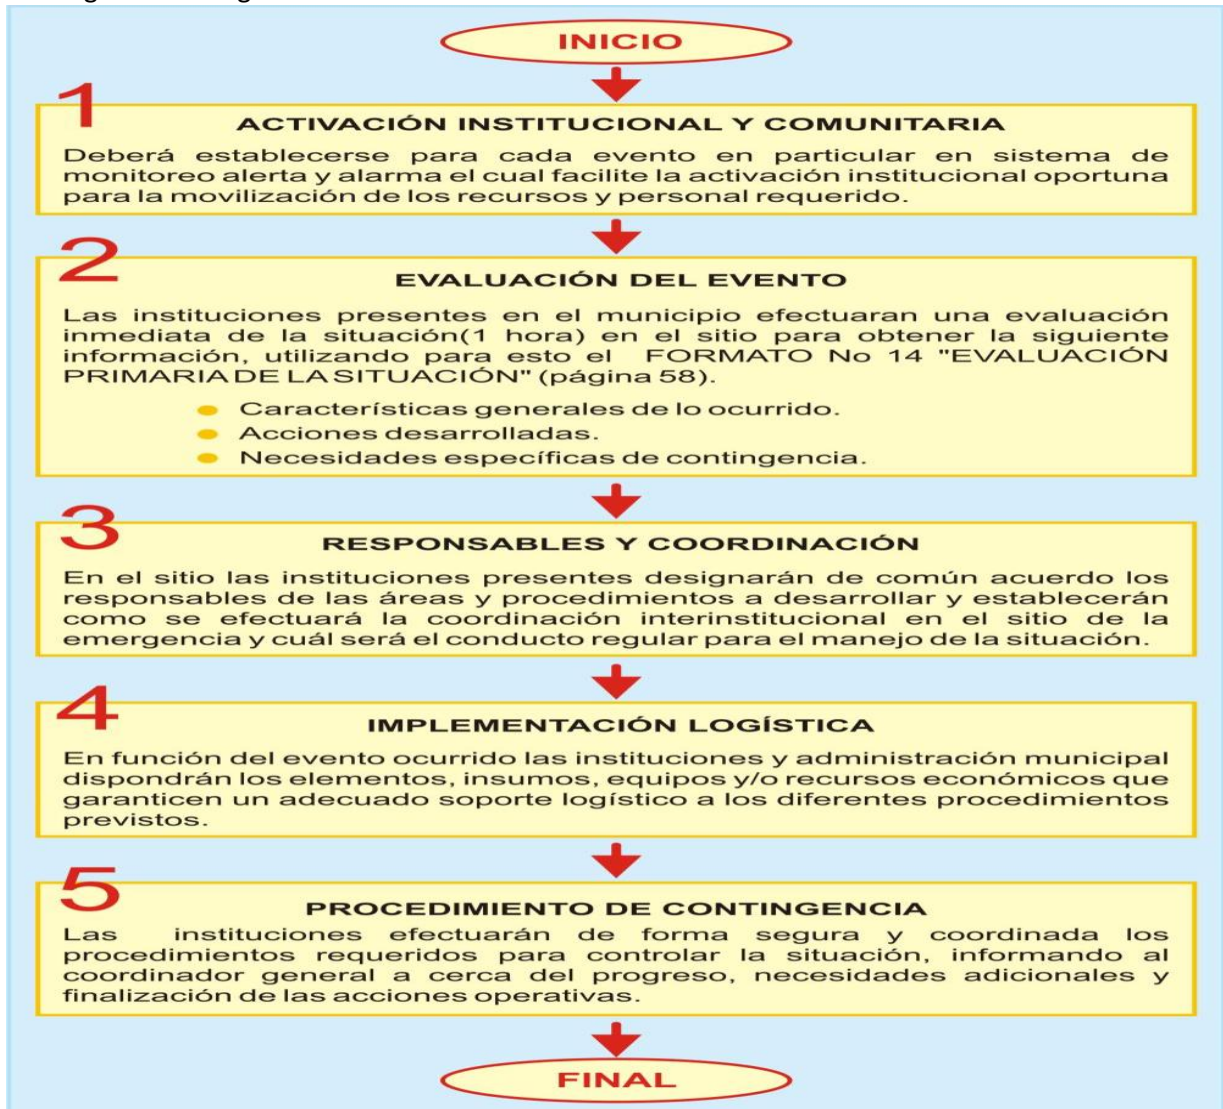 INICIO
1
ACTIVACIÓN INSTITUCIONAL Y COMUNITARIA
Deberá establecerse para cada evento en particular en sistema de
monitoreo alerta y alarma el cual facilite la activación institucional oportuna
para la movilización de los recursos y personal requerido.
2
EVALUACIÓN DEL EVENTO
Las instituciones presentes en el municipio efectuaran una evaluación
inmediata de la situación(1 hora) en el sitio para obtener la siguiente
información, utilizando para esto el FORMATO No 14 "EVALUACIÓN
PRIMARIA DE LA SITUACIÓN" (página 58).
Características generales de lo ocurrido.
Acciones desarrolladas.
Necesidades específicas de contingencia.
3
RESPONSABLES Y COORDINACIÓN
En el sitio las instituciones presentes designarán de común acuerdo los
responsables de las áreas y procedimientos a desarrollar y establecerán
como se efectuará la coordinación interinstitucional en el sitio de la
emergencia y cuál será el conducto regular para el manejo de la situación.
4
IMPLEMENTACIÓN LOGÍSTICA
En función del evento ocurrido las instituciones y administración municipal
dispondrán los elementos, insumos, equipos y/o recursos económicos que
garanticen un adecuado soporte logístico a los diferentes procedimientos
previstos.
5
PROCEDIMIENTO DE CONTINGENCIA
Las instituciones efectuarán de forma segura y coordinada los
procedimientos requeridos para controlar la situación, informando al
coordinador general a cerca del progreso, necesidades adicionales y
finalización de las acciones operativas.
FINAL